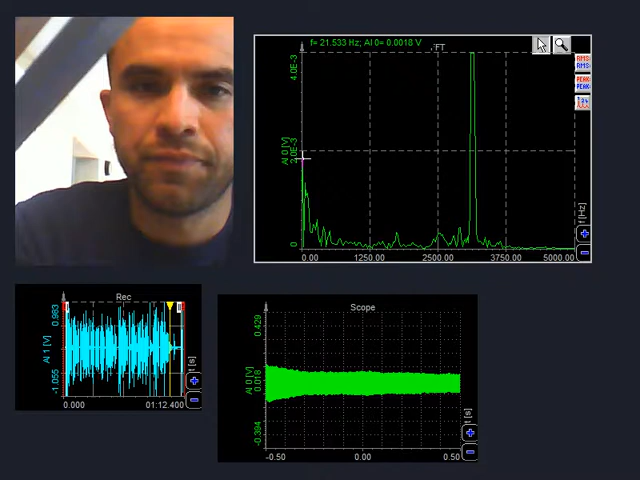 f= 21.533 Hz; AI 0= 0.0018 V
FT
4.0E-3
AI 0 [V]
2.0E-3
0
0.00 1250.00 2500.00 3750.00 5000.00
f [Hz]
RMS
RMS
PEAK
PEAK
Rec
0.983
AI 1 [V]
-1.055
0.000 01:12.400
t [s]
Scope
0.429
AI 0 [V]
0.018
-0.394
-0.50 0.00 0.50
t [s]